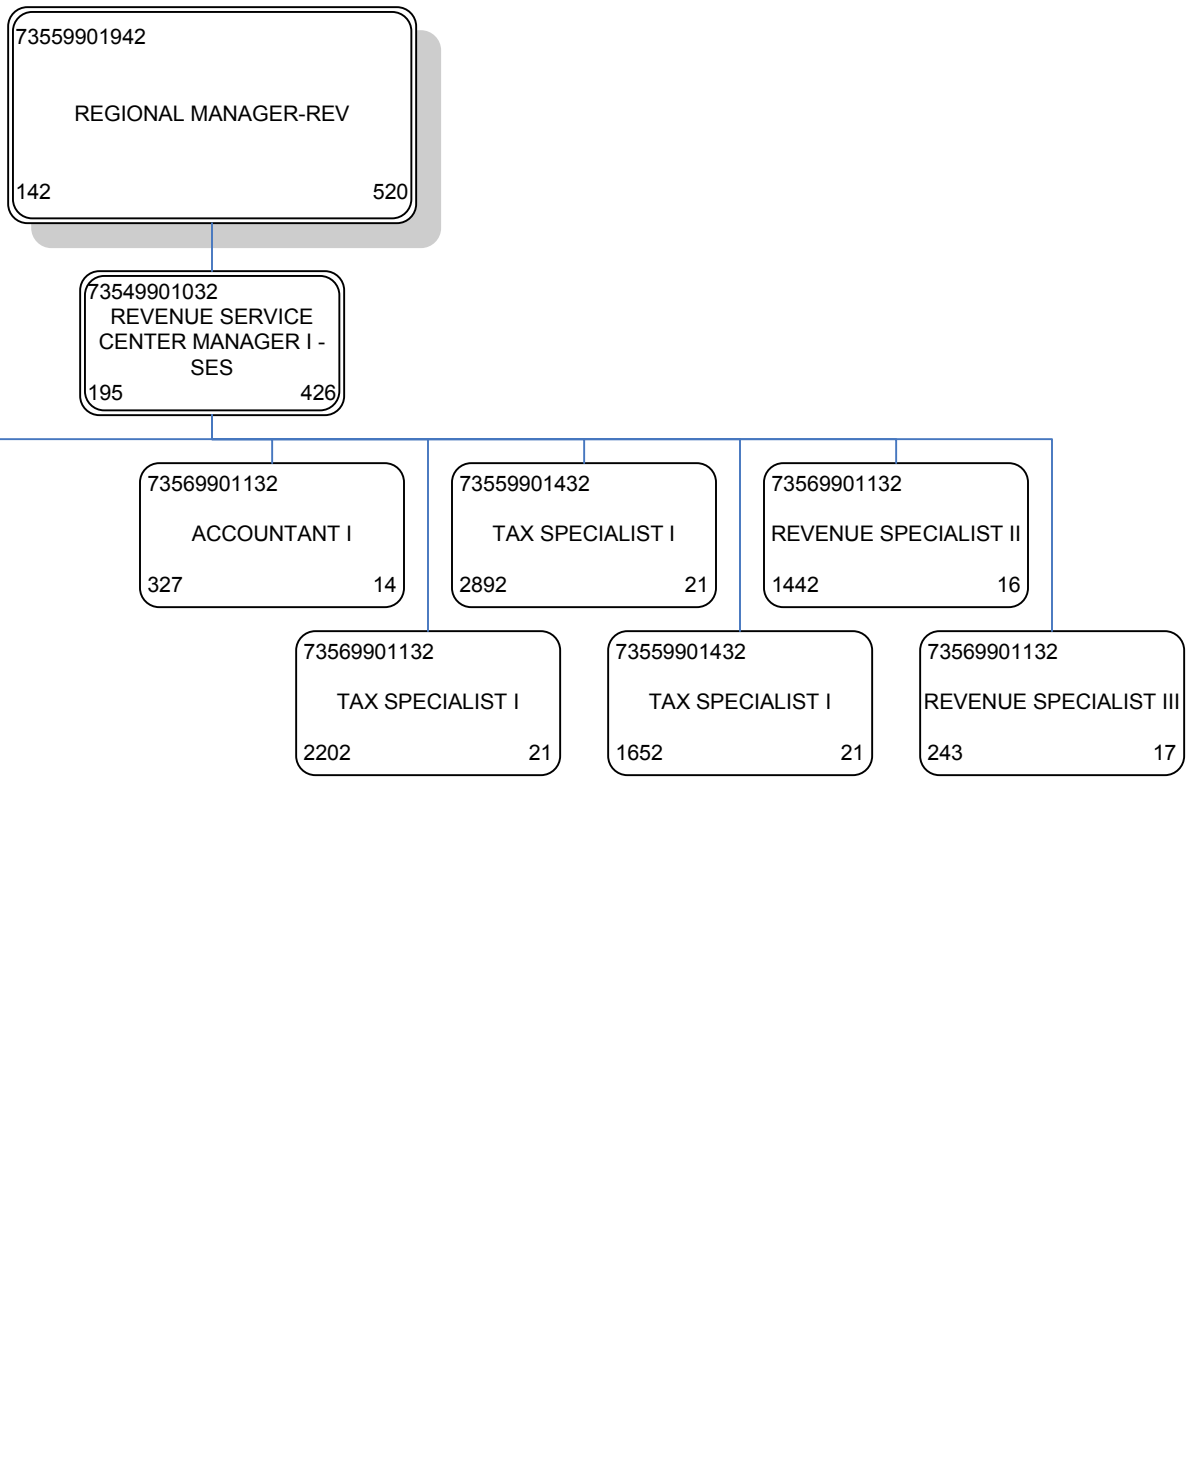 73559901942
REGIONAL MANAGER-REV
142 520
73549901032
REVENUE SERVICE
CENTER MANAGER I -
SES
195 426
73569901132
ACCOUNTANT I
327 14
73559901432
TAX SPECIALIST I
2892 21
73569901132
REVENUE SPECIALIST II
1442 16
73569901132
TAX SPECIALIST I
2202 21
73559901432
TAX SPECIALIST I
1652 21
73569901132
REVENUE SPECIALIST III
243 17